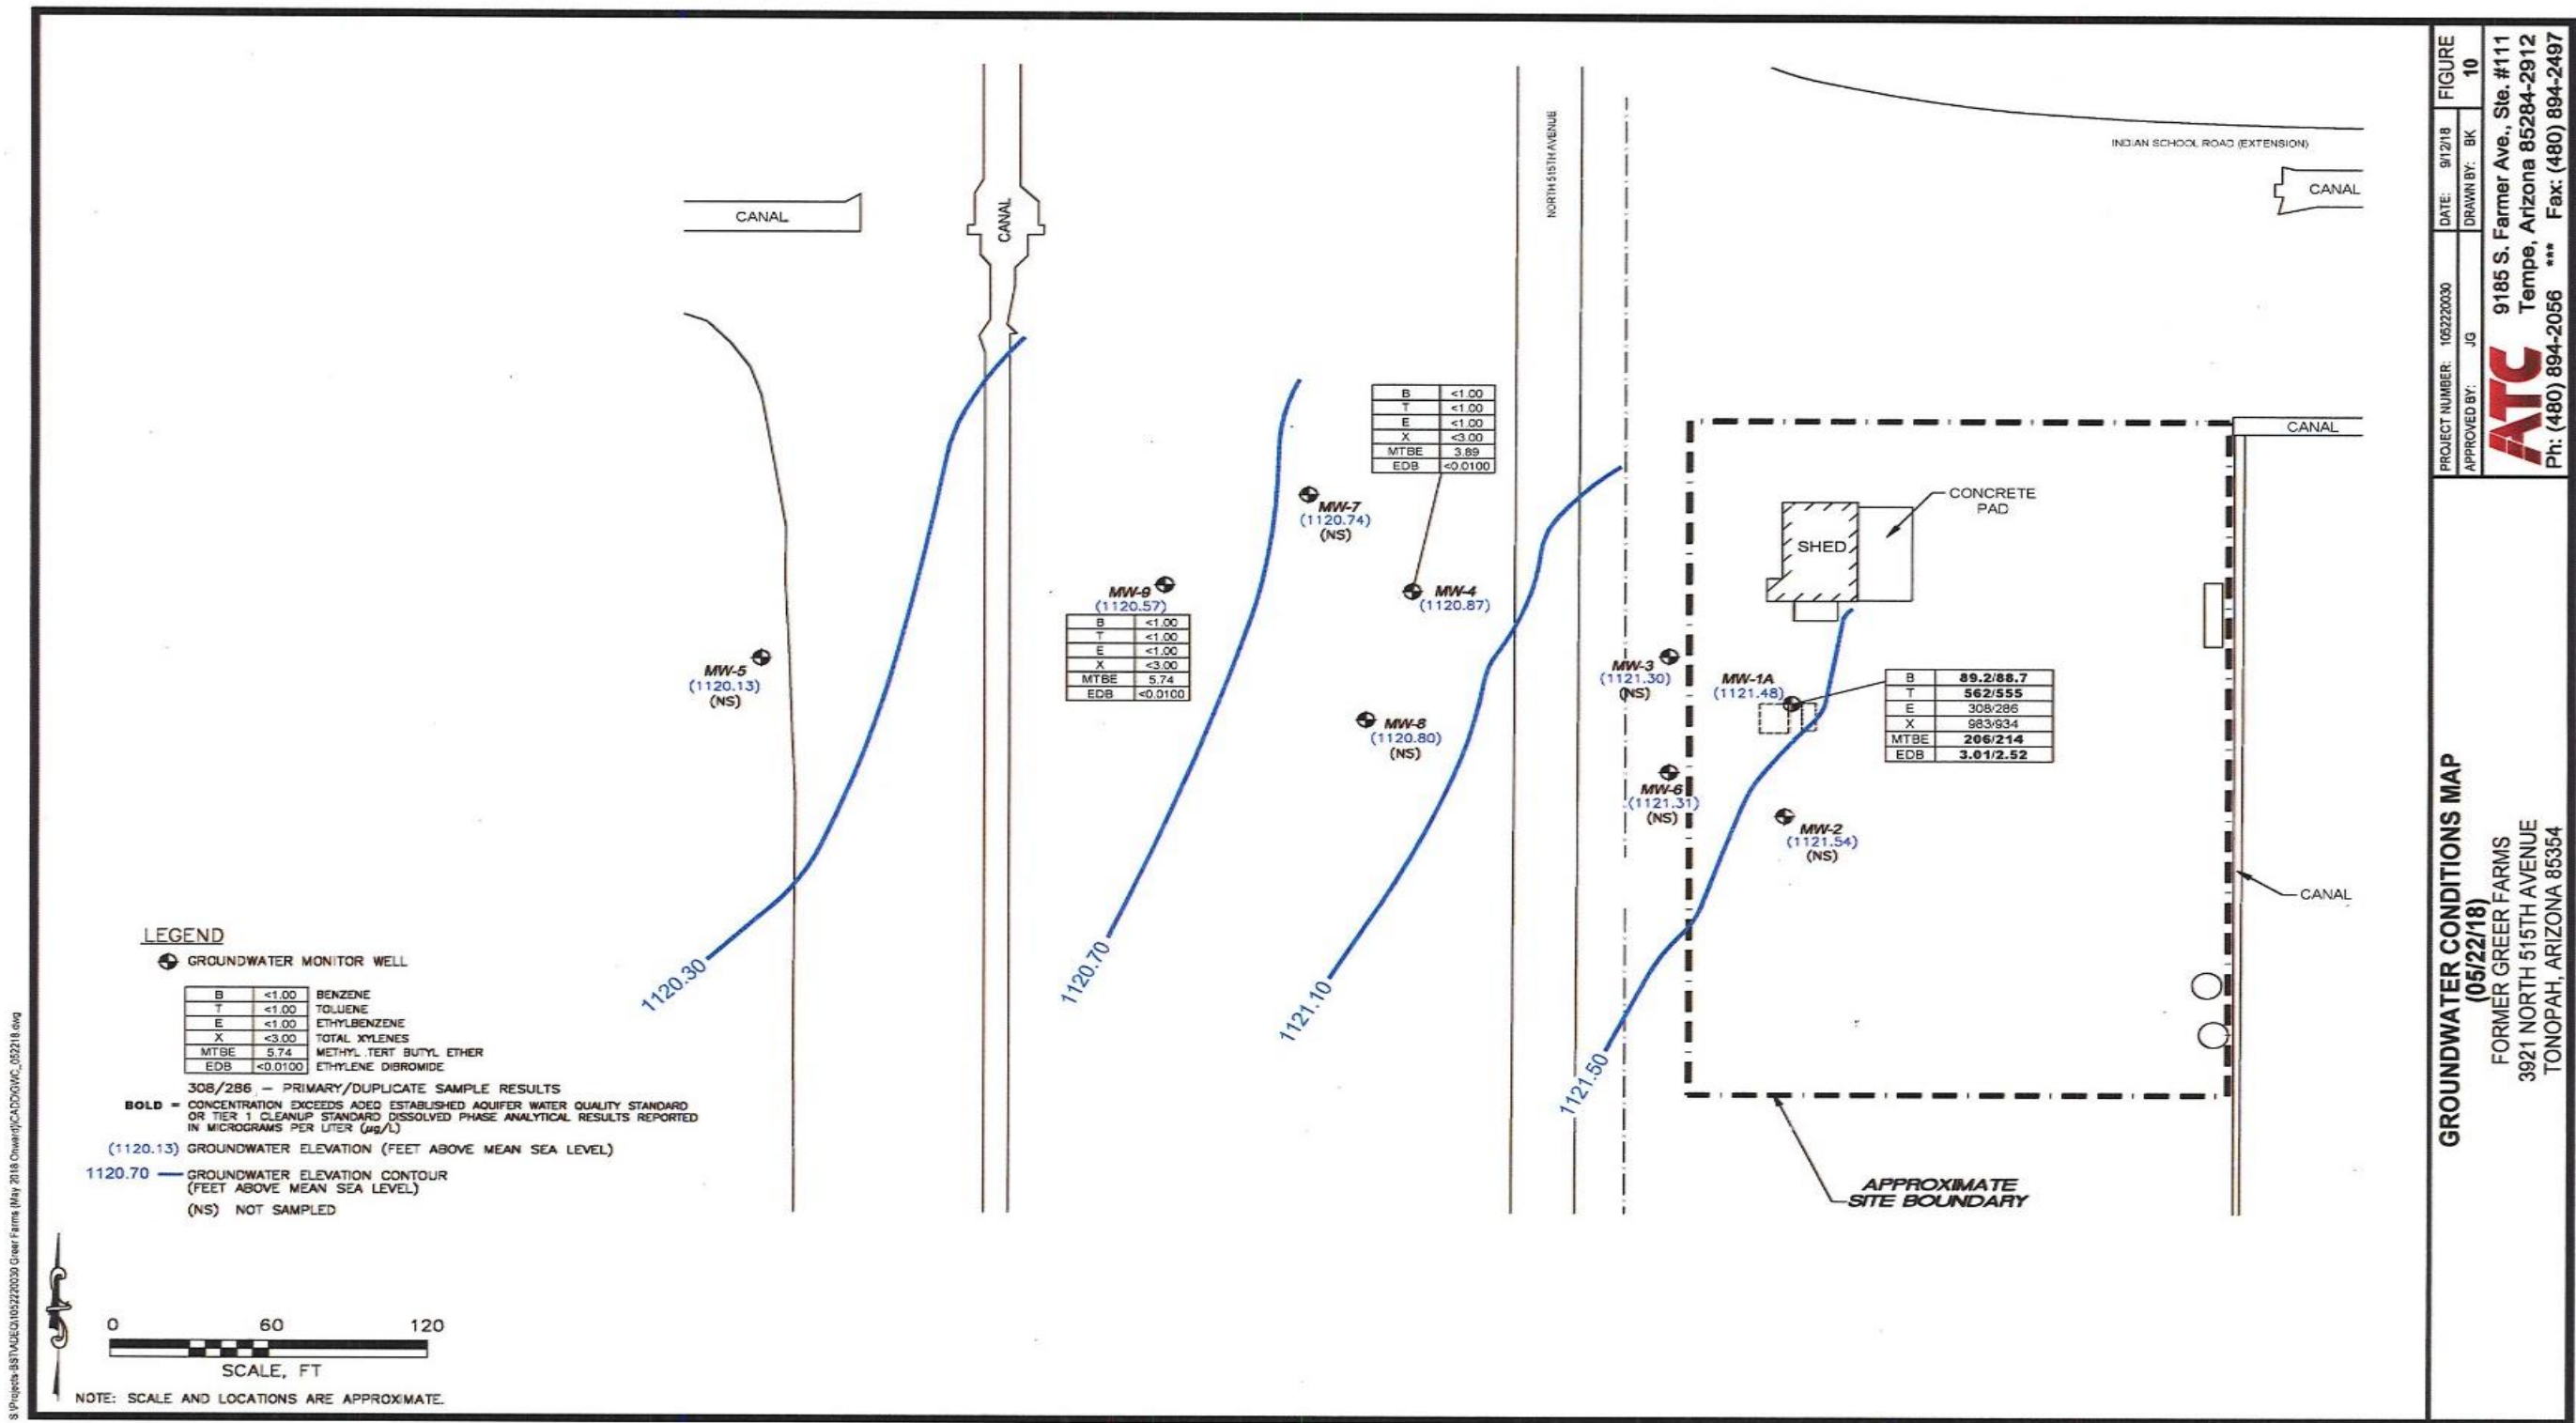 CANAL
CANAL
NORTH 515TH AVENUE
INDIAN SCHOOL ROAD (EXTENSION)
CANAL
CANAL
CONCRETE
PAD
SHED
B <1.00
T <1.00
E <1.00
X <3.00
MTBE 3.89
EDB <0.0100
MW-7
(1120.74)
(NS)
MW-4
(1120.87)
MW-9
(1120.57)
B <1.00
T <1.00
E <1.00
X <3.00
MTBE 5.74
EDB <0.0100
MW-5
(1120.13)
(NS)
MW-8
(1120.80)
(NS)
MW-3
(1121.30)
(NS)
MW-1A
(1121.48)
B 89.2/88.7
T 562/555
E 308/286
X 983/934
MTBE 206/214
EDB 3.01/2.52
MW-6
(1121.31)
(NS)
MW-2
(1121.54)
(NS)
CANAL
1120.30
1120.70
1121.10
1121.50
APPROXIMATE
SITE BOUNDARY
LEGEND
GROUNDWATER MONITOR WELL
B <1.00 BENZENE
T <1.00 TOLUENE
E <1.00 ETHYLBENZENE
X <3.00 TOTAL XYLENES
MTBE 5.74 METHYL TERT BUTYL ETHER
EDB <0.0100 ETHYLENE DIBROMIDE
308/286 - PRIMARY/DUPLICATE SAMPLE RESULTS
BOLD = CONCENTRATION EXCEEDS ADEQ ESTABLISHED AQUIFER WATER QUALITY STANDARD
OR TIER 1 CLEANUP STANDARD DISSOLVED PHASE ANALYTICAL RESULTS REPORTED
IN MICROGRAMS PER LITER (µg/L)
(1120.13) GROUNDWATER ELEVATION (FEET ABOVE MEAN SEA LEVEL)
1120.70 GROUNDWATER ELEVATION CONTOUR
(FEET ABOVE MEAN SEA LEVEL)
(NS) NOT SAMPLED
0 60 120
SCALE, FT
NOTE: SCALE AND LOCATIONS ARE APPROXIMATE.
PROJECT NUMBER: 1052220030
DATE: 9/12/18
FIGURE
10
APPROVED BY: JG
DRAWN BY: BK
ATC
9185 S. Farmer Ave., Ste. #111
Tempe, Arizona 85284-2912
Ph: (480) 894-2056 *** Fax: (480) 894-2497
GROUNDWATER CONDITIONS MAP
(05/22/18)
FORMER GREER FARMS
3921 NORTH 515TH AVENUE
TONOPAH, ARIZONA 85354